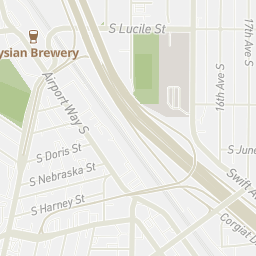 S Lucile St
17th Ave S
ysian Brewery
16th Ave S
Airport Way S
S Doris St
S June
S Nebraska St
Swift Av
S Harney St
Corgiat D